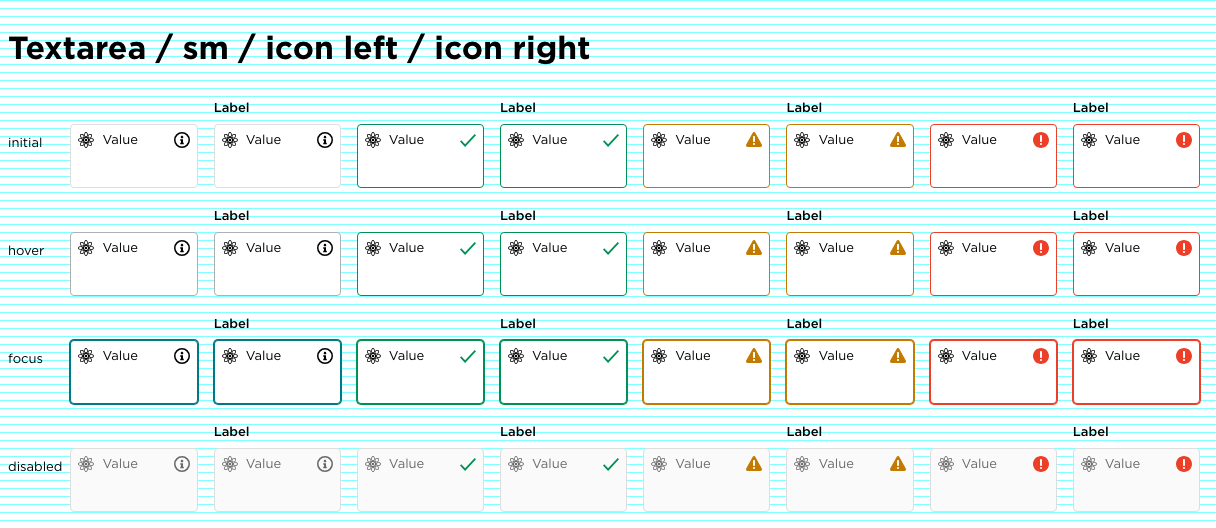 Textarea / sm / icon left / icon right
Label Label Label Label
initial Value Value Value Value Value Value Value Value
Label Label Label Label
hover Value Value Value Value Value Value Value Value
Label Label Label Label
focus Value Value Value Value Value Value Value Value
Label Label Label Label
disabled Value Value Value Value Value Value Value Value